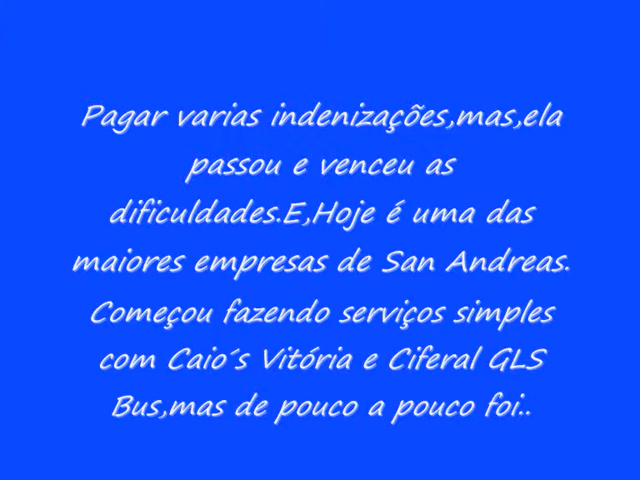 Pagar varias indenizações,mas,ela
passou e venceu as
dificuldades.E,Hoje é uma das
maiores empresas de San Andreas.
Começou fazendo serviços simples
com Caio´s Vitória e Ciferal GLS
Bus,mas de pouco a pouco foi..